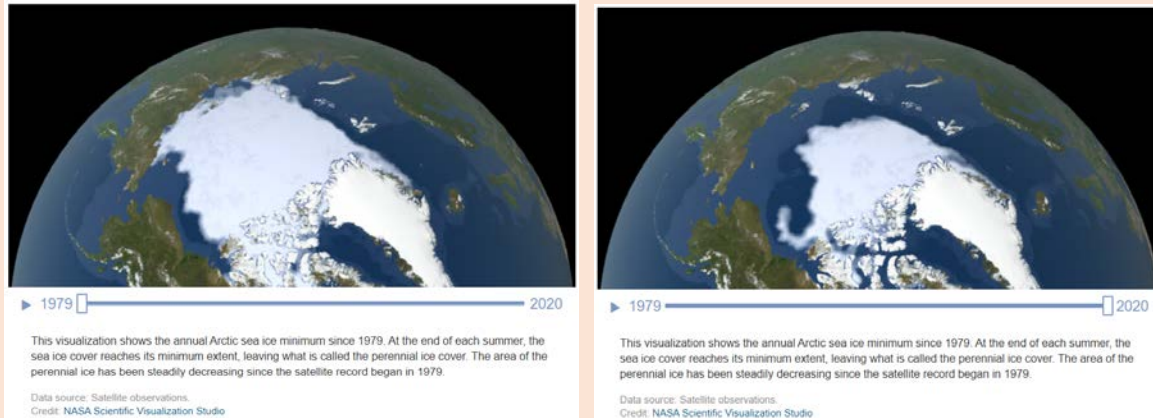 1979 2020
This visualization shows the annual Arctic sea ice minimum since 1979. At the end of each summer, the
sea ice cover reaches its minimum extent, leaving what is called the perennial ice cover. The area of the
perennial ice has been steadily decreasing since the satellite record began in 1979.
Data source: Satellite observations.
Credit: NASA Scientific Visualization Studio
1979 2020
This visualization shows the annual Arctic sea ice minimum since 1979. At the end of each summer, the
sea ice cover reaches its minimum extent, leaving what is called the perennial ice cover. The area of the
perennial ice has been steadily decreasing since the satellite record began in 1979.
Data source: Satellite observations.
Credit: NASA Scientific Visualization Studio